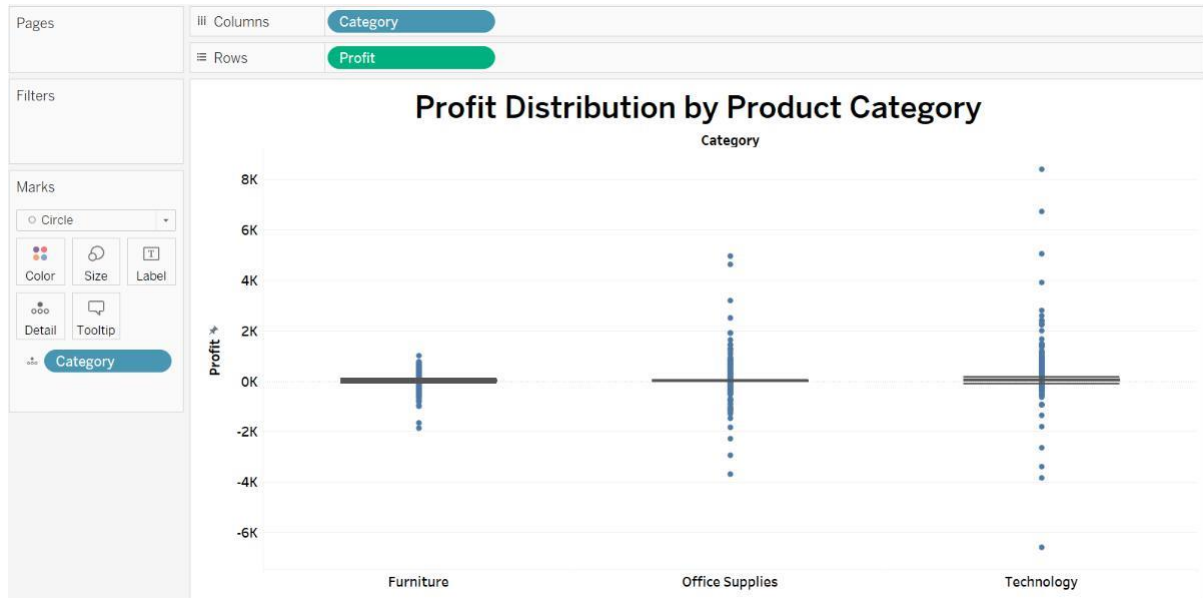 Pages
iii Columns
Category
Rows
Profit
Filters
Profit Distribution by Product Category
Category
Marks
Circle
Color
Size
T
Label
Detail
Tooltip
Category
Profit
8K
6K
4K
2K
0K
-2K
-4K
-6K
Furniture
Office Supplies
Technology